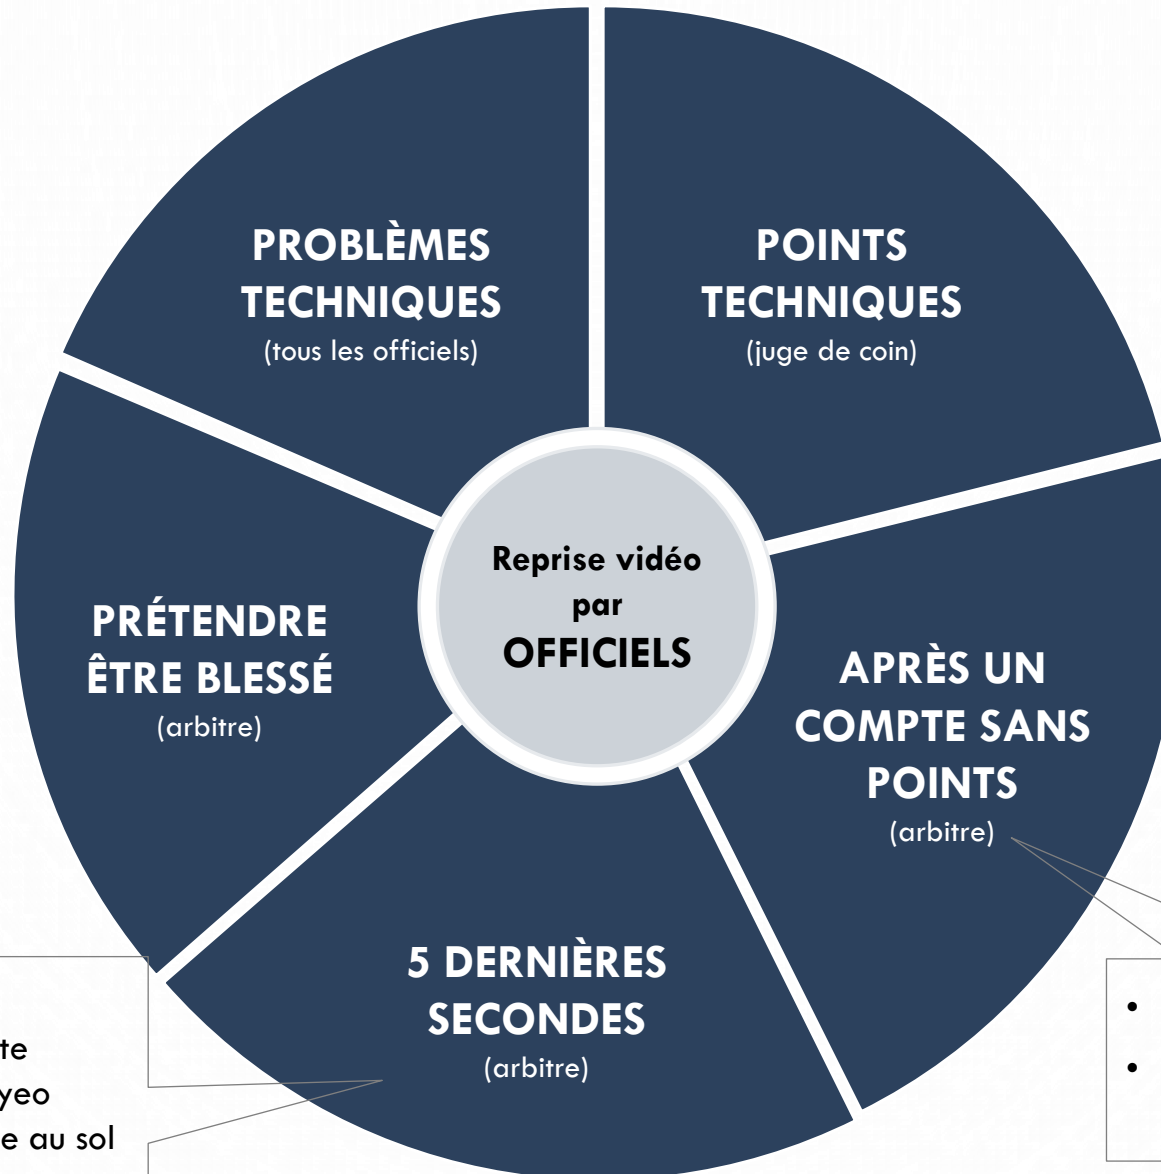 PROBLÈMES
TECHNIQUES
(tous les officiels)
POINTS
TECHNIQUES
(juge de coin)
Reprise vidéo
par
OFFICIELS
PRÉTENDRE
ÊTRE BLESSÉ
(arbitre)
APRÈS UN
COMPTE SANS
POINTS
(arbitre)
5 DERNIÈRES
SECONDES
(arbitre)
te
yeo
e au sol